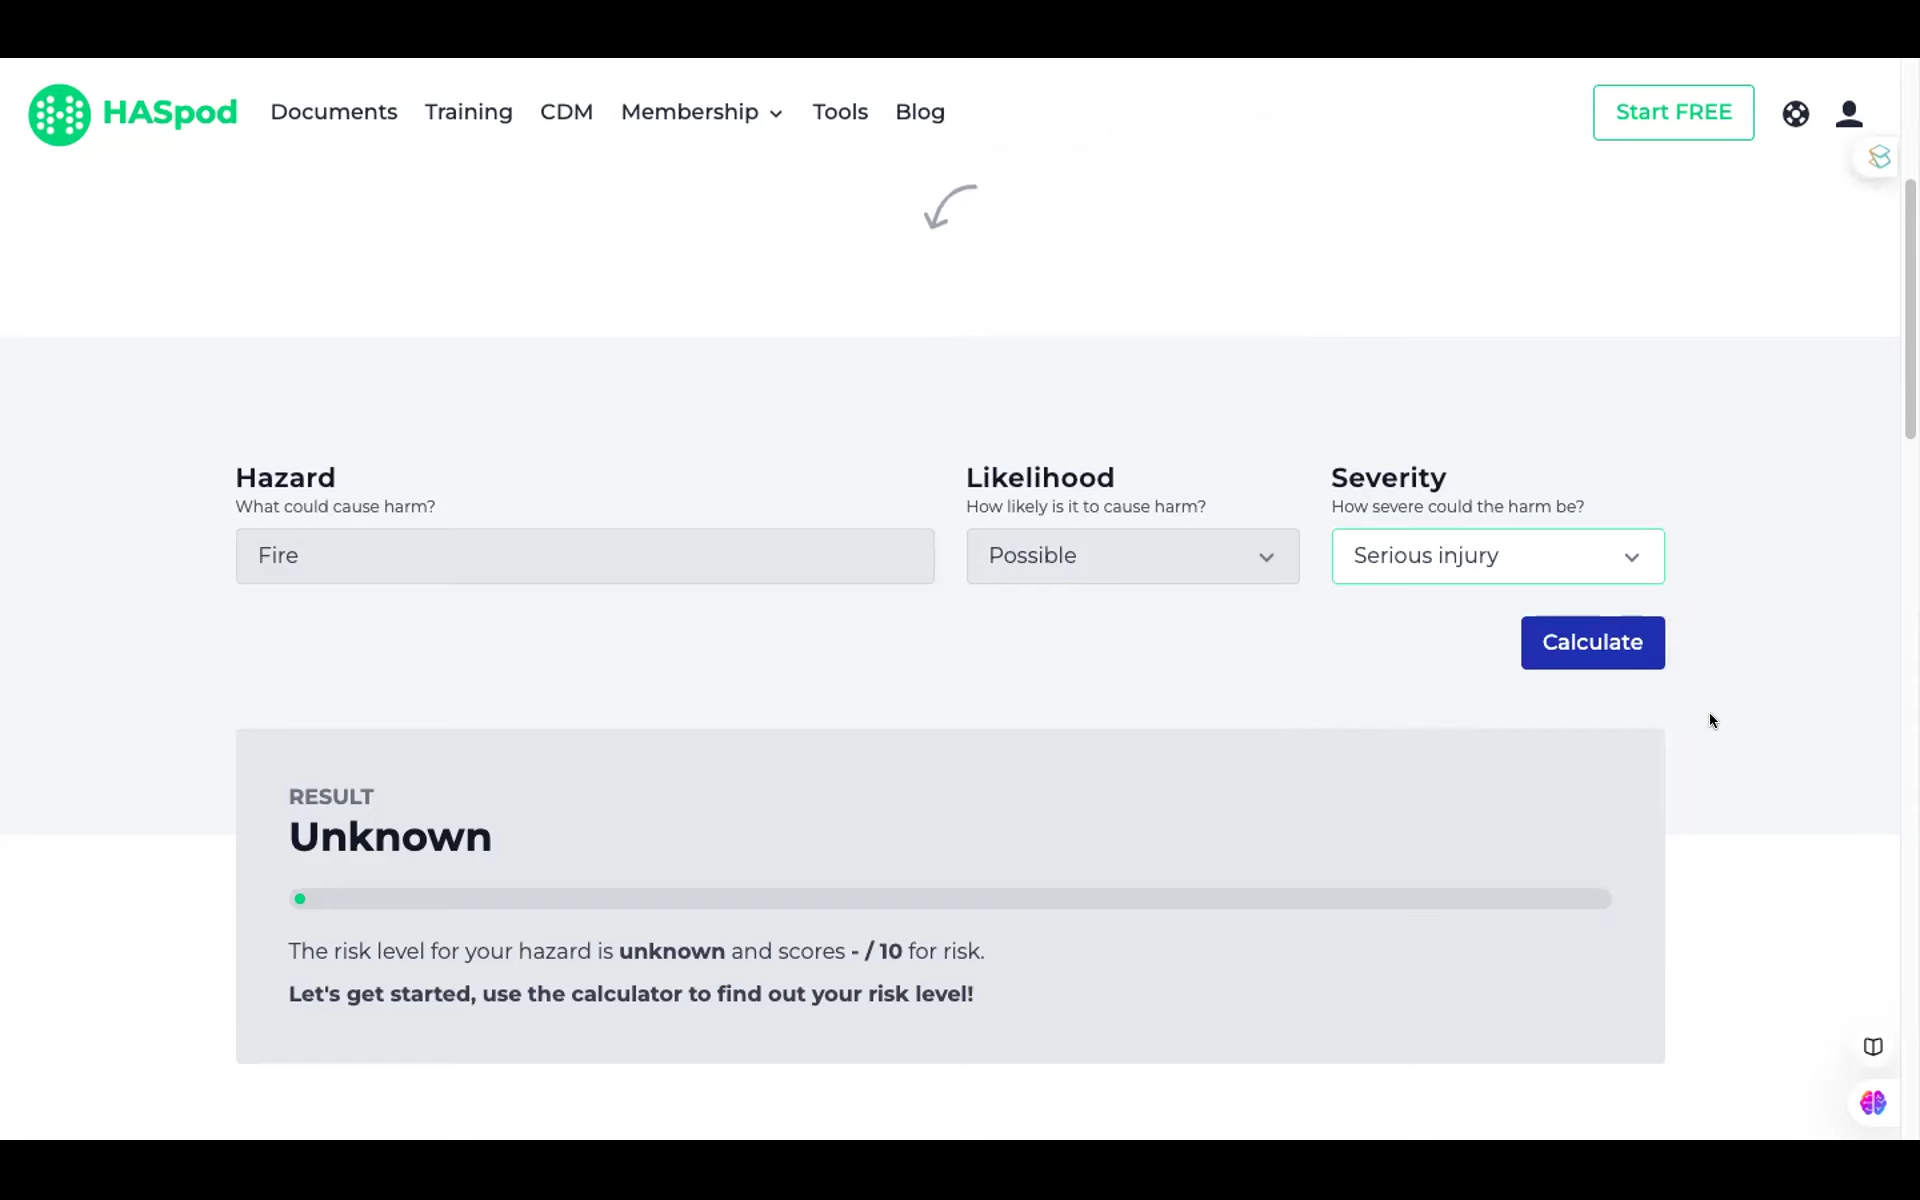 HASpod Documents Training CDM Membership Tools Blog Start FREE
Hazard Likelihood Severity
What could cause harm? How likely is it to cause harm? How severe could the harm be?
Fire Possible Serious injury
Calculate
RESULT
Unknown
The risk level for your hazard is unknown and scores - / 10 for risk.
Let's get started, use the calculator to find out your risk level!